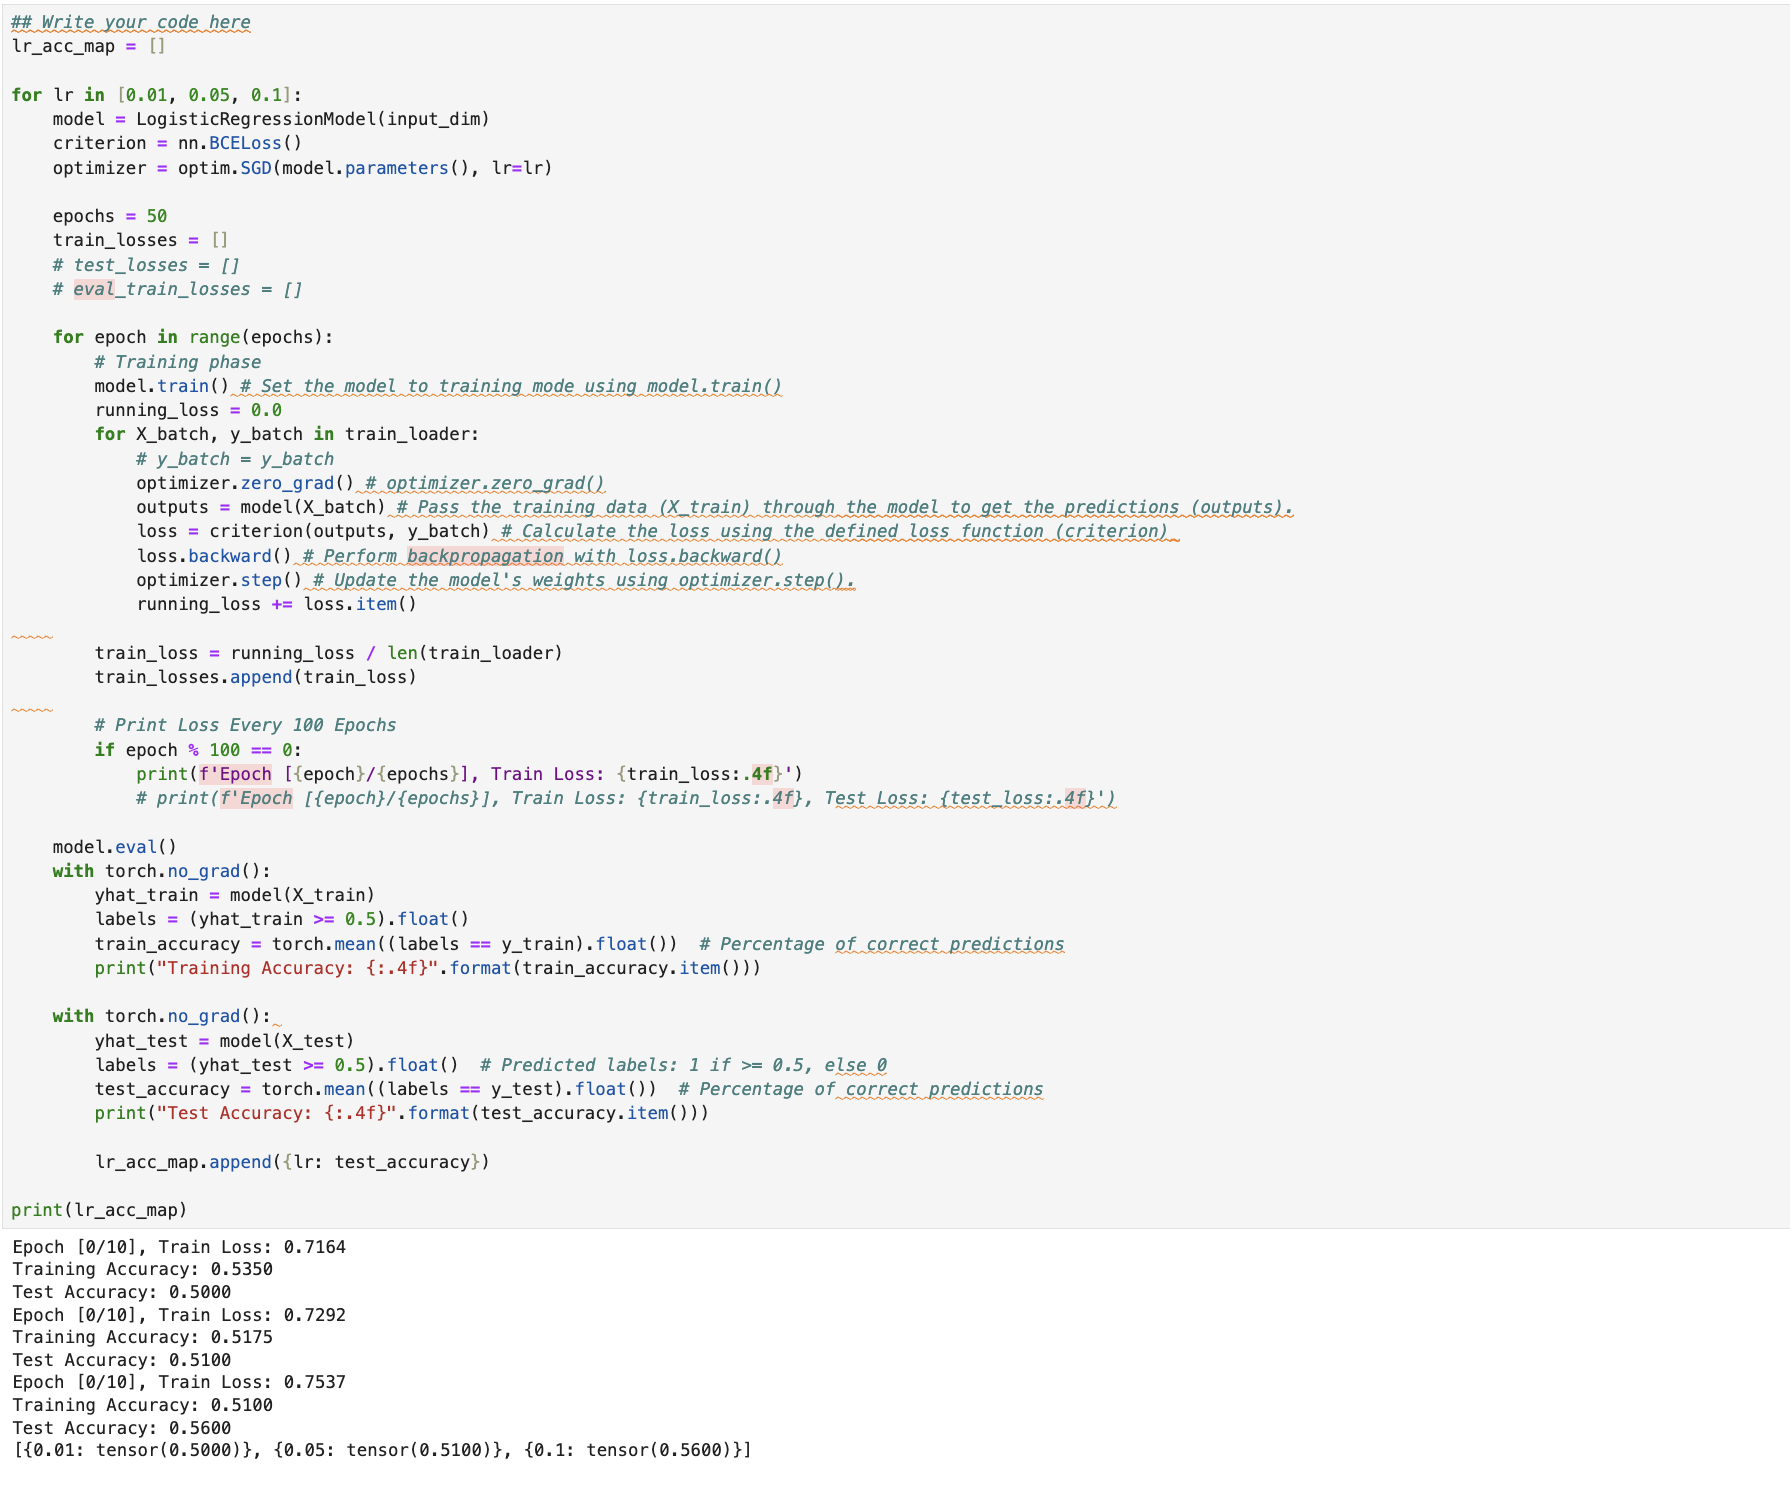 ## Write your code here
lr_acc_map = []
for lr in [0.01, 0.05, 0.1]:
    model = LogisticRegressionModel(input_dim)
    criterion = nn.BCELoss()
    optimizer = optim.SGD(model.parameters(), lr=lr)
    epochs = 50
    train_losses = []
    # test_losses = []
    # eval_train_losses = []
    for epoch in range(epochs):
        # Training phase
        model.train() # Set the model to training mode using model.train()
        running_loss = 0.0
        for X_batch, y_batch in train_loader:
            # y_batch = y_batch
            optimizer.zero_grad() # optimizer.zero_grad()
            outputs = model(X_batch) # Pass the training data (X_train) through the model to get the predictions (outputs).
            loss = criterion(outputs, y_batch) # Calculate the loss using the defined loss function (criterion)
            loss.backward() # Perform backpropagation with loss.backward()
            optimizer.step() # Update the model's weights using optimizer.step().
            running_loss += loss.item()
        train_loss = running_loss / len(train_loader)
        train_losses.append(train_loss)
        # Print Loss Every 100 Epochs
        if epoch % 100 == 0:
            print(f'Epoch [{epoch}/{epochs}], Train Loss: {train_loss:.4f}')
            # print(f'Epoch [{epoch}/{epochs}], Train Loss: {train_loss:.4f}, Test Loss: {test_loss:.4f}')
    model.eval()
    with torch.no_grad():
        yhat_train = model(X_train)
        labels = (yhat_train >= 0.5).float()
        train_accuracy = torch.mean((labels == y_train).float())  # Percentage of correct predictions
        print("Training Accuracy: {:.4f}".format(train_accuracy.item()))
    with torch.no_grad():
        yhat_test = model(X_test)
        labels = (yhat_test >= 0.5).float()  # Predicted labels: 1 if >= 0.5, else 0
        test_accuracy = torch.mean((labels == y_test).float())  # Percentage of correct predictions
        print("Test Accuracy: {:.4f}".format(test_accuracy.item()))
        lr_acc_map.append({lr: test_accuracy})
print(lr_acc_map)
Epoch [0/10], Train Loss: 0.7164
Training Accuracy: 0.5350
Test Accuracy: 0.5000
Epoch [0/10], Train Loss: 0.7292
Training Accuracy: 0.5175
Test Accuracy: 0.5100
Epoch [0/10], Train Loss: 0.7537
Training Accuracy: 0.5100
Test Accuracy: 0.5600
[{0.01: tensor(0.5000)}, {0.05: tensor(0.5100)}, {0.1: tensor(0.5600)}]